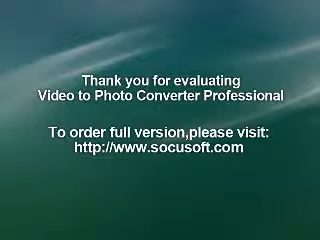 Thank you for evaluating
Video to Photo Converter Professional
To order full version,please visit:
http://www.socusoft.com